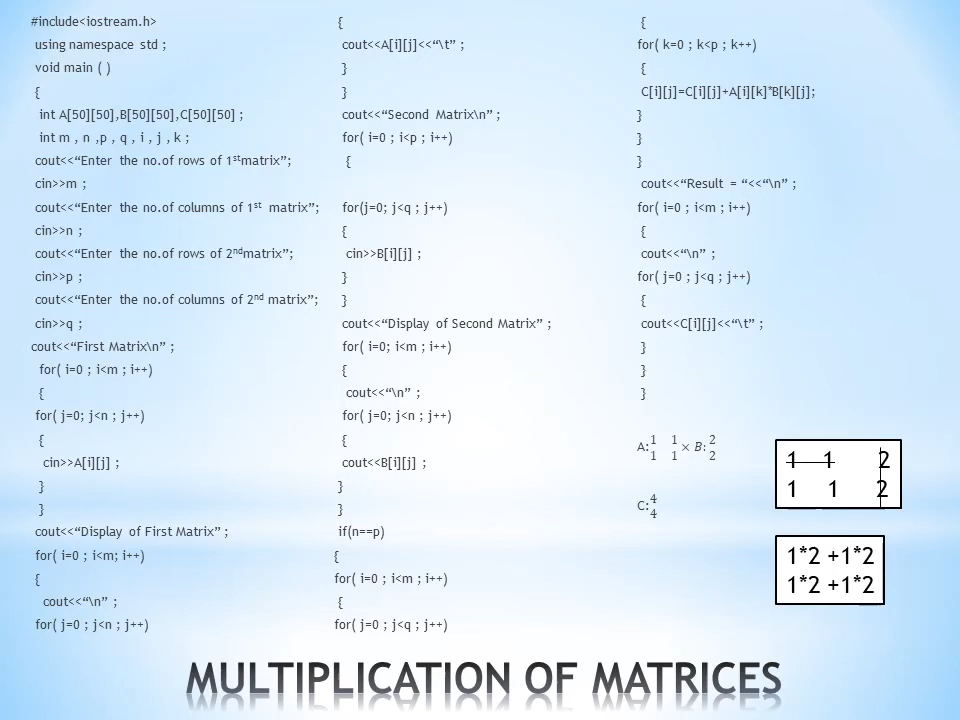 #include<iostream.h>
using namespace std ;
void main ( )
{
int A[50][50],B[50][50],C[50][50] ;
int m , n ,p , q , i , j , k ;
cout<<“Enter the no.of rows of 1stmatrix”;
cin>>m ;
cout<<“Enter the no.of columns of 1st matrix”;
cin>>n ;
cout<<“Enter the no.of rows of 2ndmatrix”;
cin>>p ;
cout<<“Enter the no.of columns of 2nd matrix”;
cin>>q ;
cout<<“First Matrix\n” ;
for( i=0 ; i<m ; i++)
{
for( j=0; j<n ; j++)
{
cin>>A[i][j] ;
}
}
cout<<“Display of First Matrix” ;
for( i=0 ; i<m; i++)
{
cout<<“\n” ;
for( j=0 ; j<n ; j++)
{
cout<<A[i][j]<<“\t” ;
}
}
cout<<“Second Matrix\n” ;
for( i=0 ; i<p ; i++)
{
for(j=0; j<q ; j++)
{
cin>>B[i][j] ;
}
}
cout<<“Display of Second Matrix” ;
for( i=0; i<m ; i++)
{
cout<<“\n” ;
for( j=0; j<n ; j++)
{
cout<<B[i][j] ;
}
}
if(n==p)
{
for( i=0 ; i<m ; i++)
{
for( j=0 ; j<q ; j++)
{
for( k=0 ; k<p ; k++)
{
C[i][j]=C[i][j]+A[i][k]*B[k][j];
}
}
}
cout<<“Result = “<<“\n” ;
for( i=0 ; i<m ; i++)
{
cout<<“\n” ;
for( j=0 ; j<q ; j++)
{
cout<<C[i][j]<<“\t” ;
}
}
}
A: 1 1 × B: 2
1 1 2
C: 4
4
1 1 2
1 1 2
1*2 +1*2
1*2 +1*2
MULTIPLICATION OF MATRICES